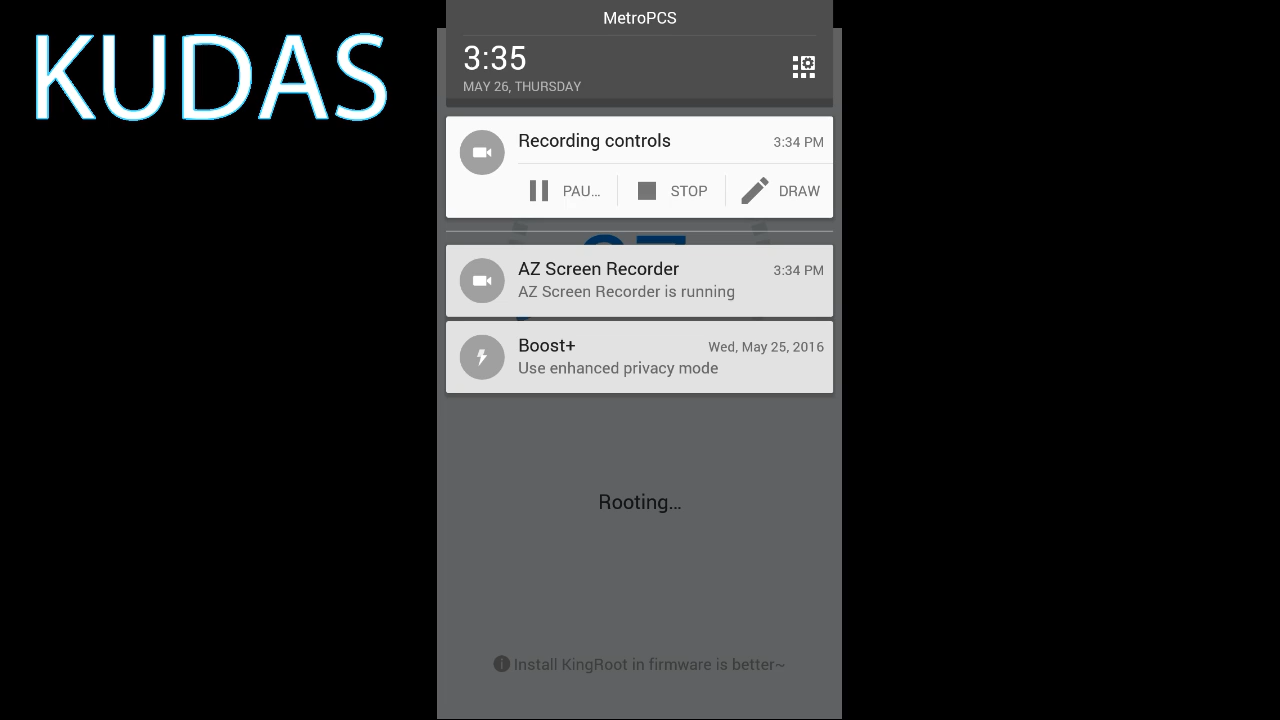 KUDAS
MetroPCS
3:35
MAY 26, THURSDAY
Recording controls
3:34 PM
PAU...
STOP
DRAW
AZ Screen Recorder
3:34 PM
AZ Screen Recorder is running
Boost+
Wed, May 25, 2016
Use enhanced privacy mode
Rooting...
Install KingRoot in firmware is better~